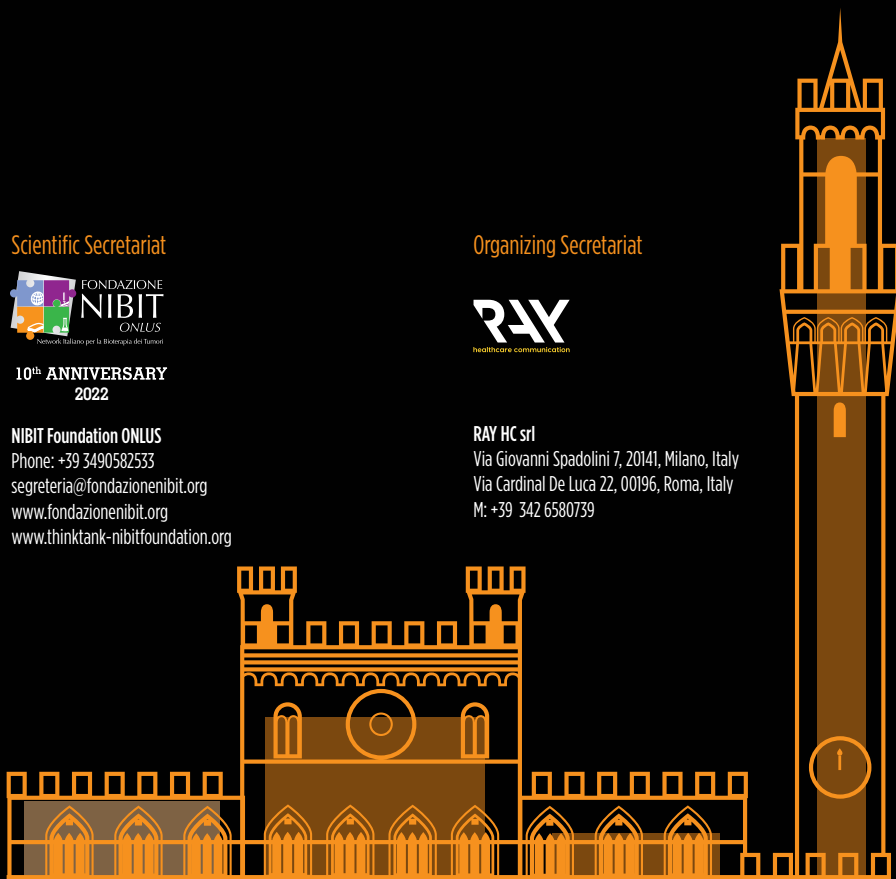 Scientific Secretariat
FONDAZIONE
NIBIT
ONLUS
Network Italiano per la Bioterapia dei Tumori
10th ANNIVERSARY
2022
NIBIT Foundation ONLUS
Phone: +39 3490582533
segreteria@fondazionenibit.org
www.fondazionenibit.org
www.thinktank-nibitfoundation.org
Organizing Secretariat
RAY
healthcare communication
RAY HC srl
Via Giovanni Spadolini 7, 20141, Milano, Italy
Via Cardinal De Luca 22, 00196, Roma, Italy
M: +39 342 6580739